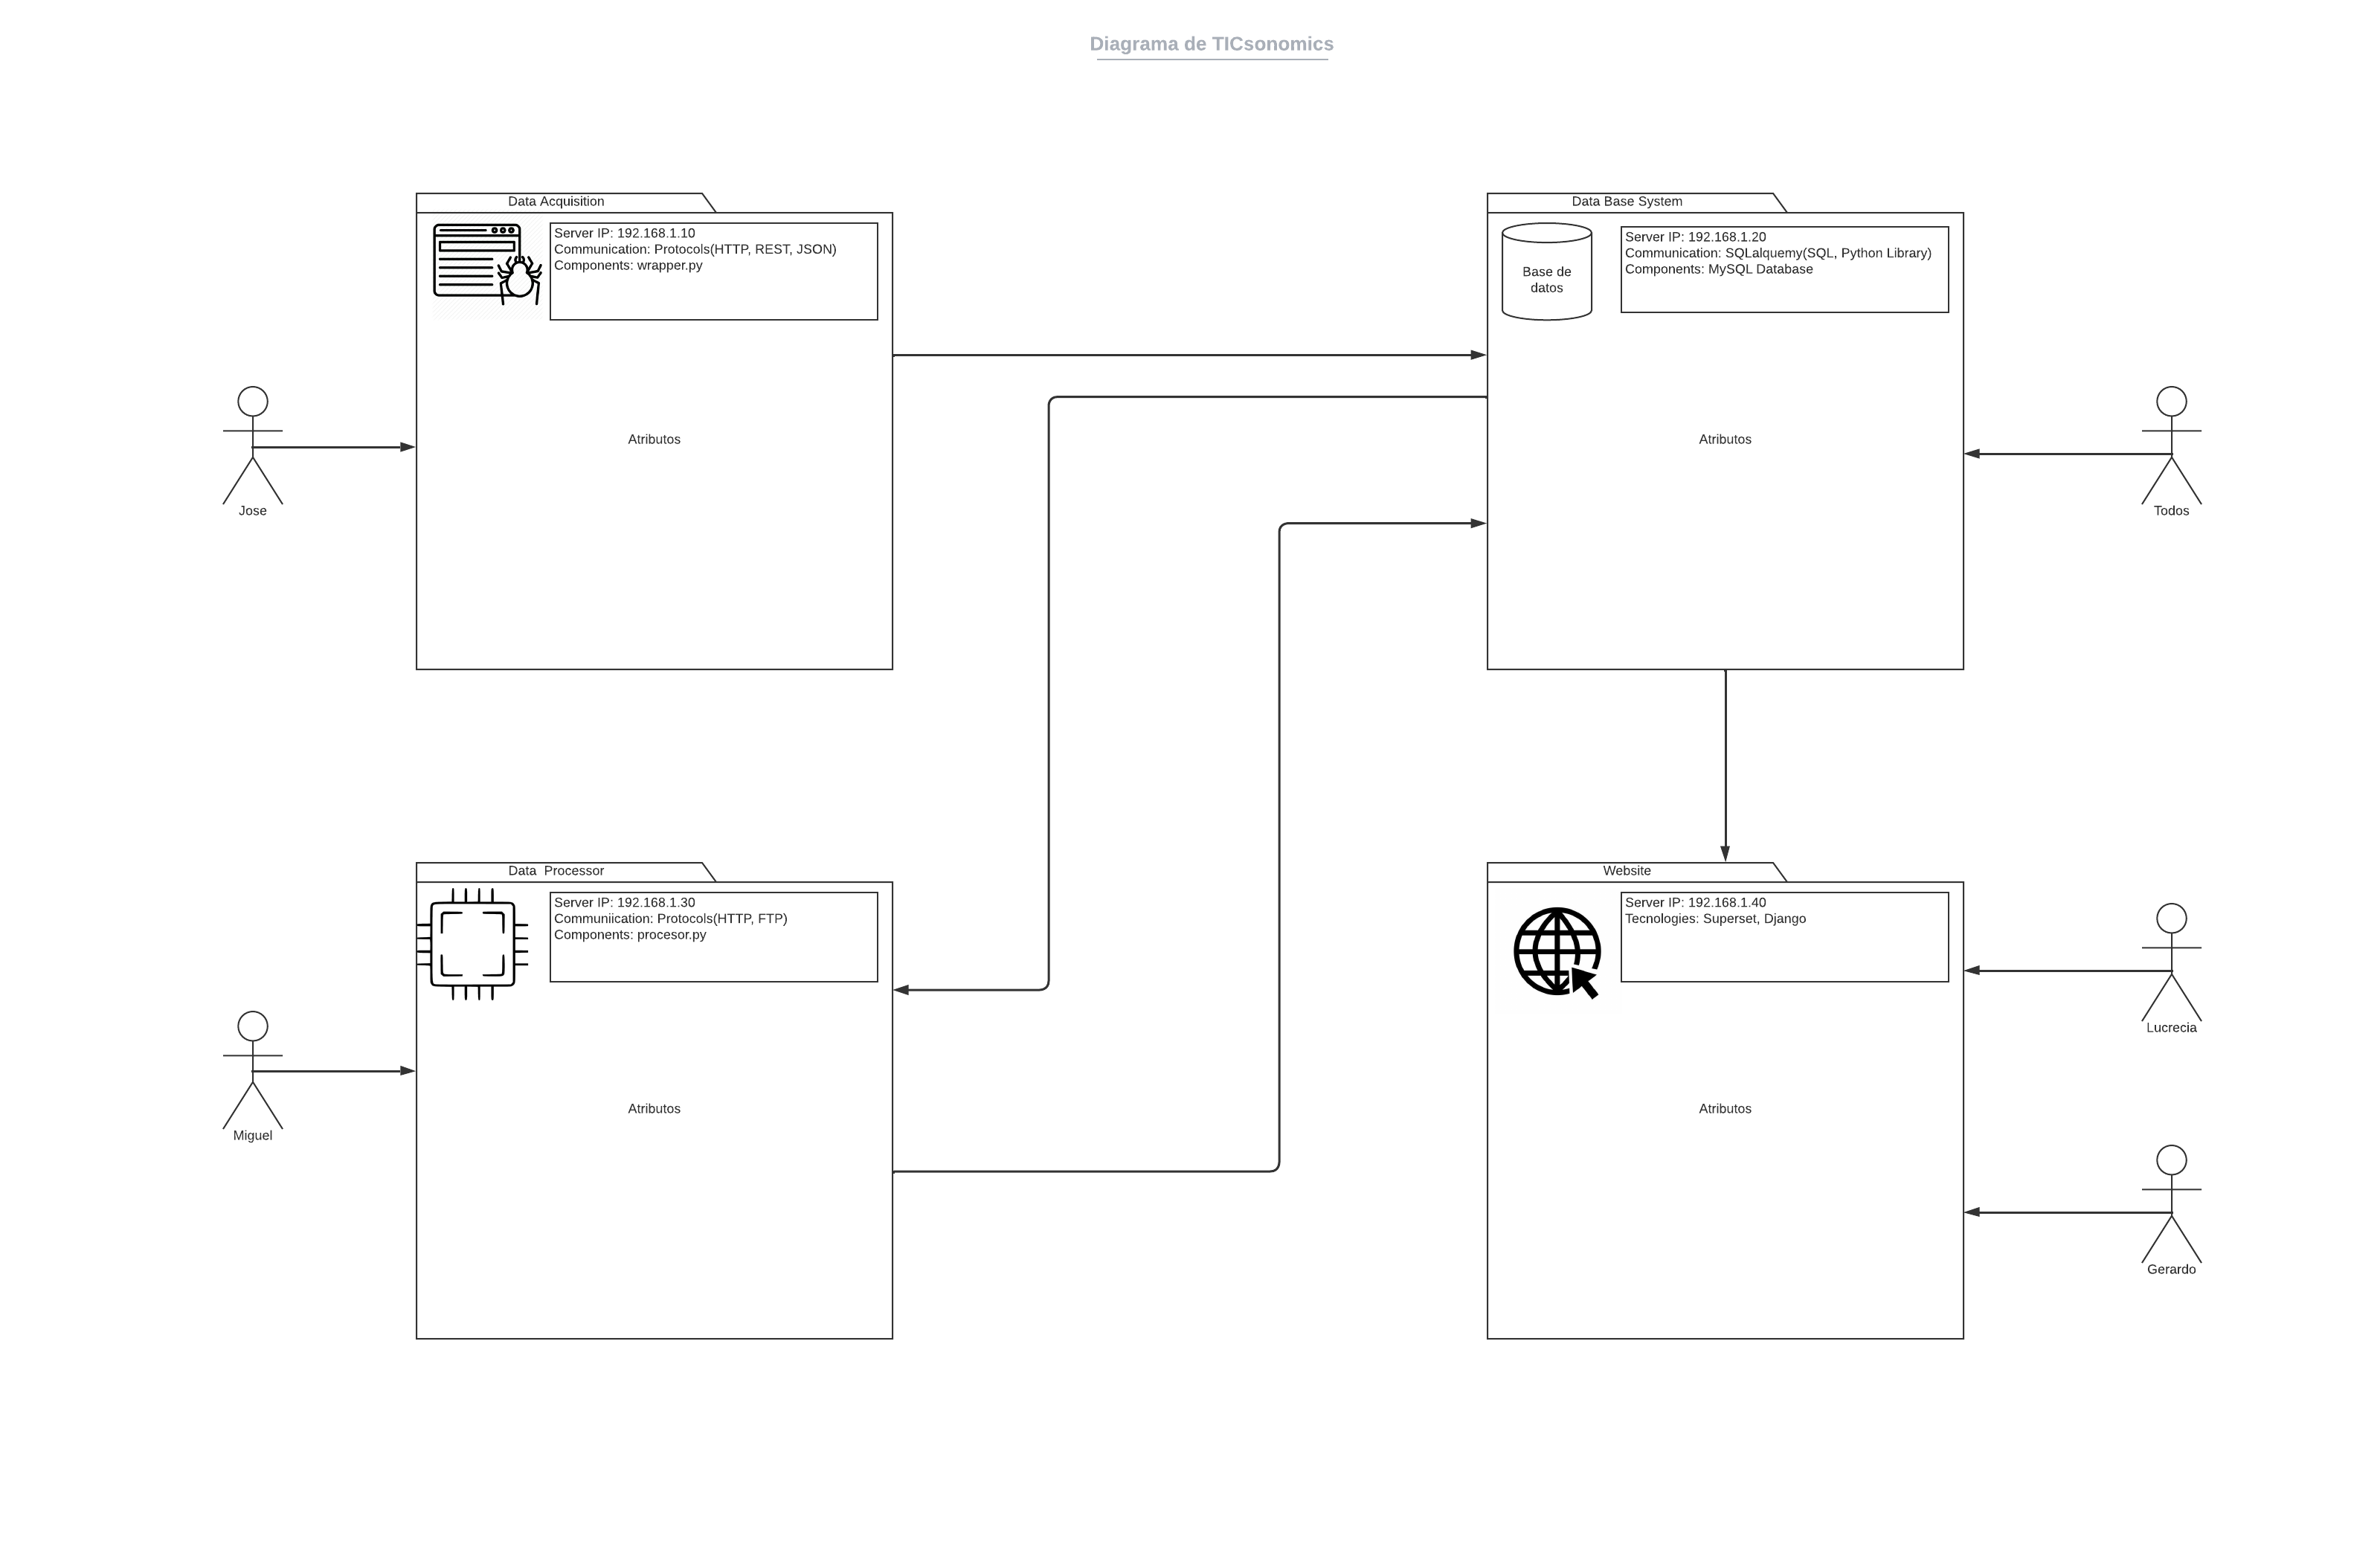 Diagrama de TICsonomics
Data Acquisition
Server IP: 192.168.1.10
Communication: Protocols(HTTP, REST, JSON)
Components: wrapper.py
Atributos
Jose
Data Base System
Base de
datos
Server IP: 192.168.1.20
Communication: SQLalquemy(SQL, Python Library)
Components: MySQL Database
Atributos
Todos
Data  Processor
Server IP: 192.168.1.30
Communiication: Protocols(HTTP, FTP)
Components: procesor.py
Atributos
Miguel
Website
Server IP: 192.168.1.40
Tecnologies: Superset, Django
Atributos
Lucrecia
Gerardo